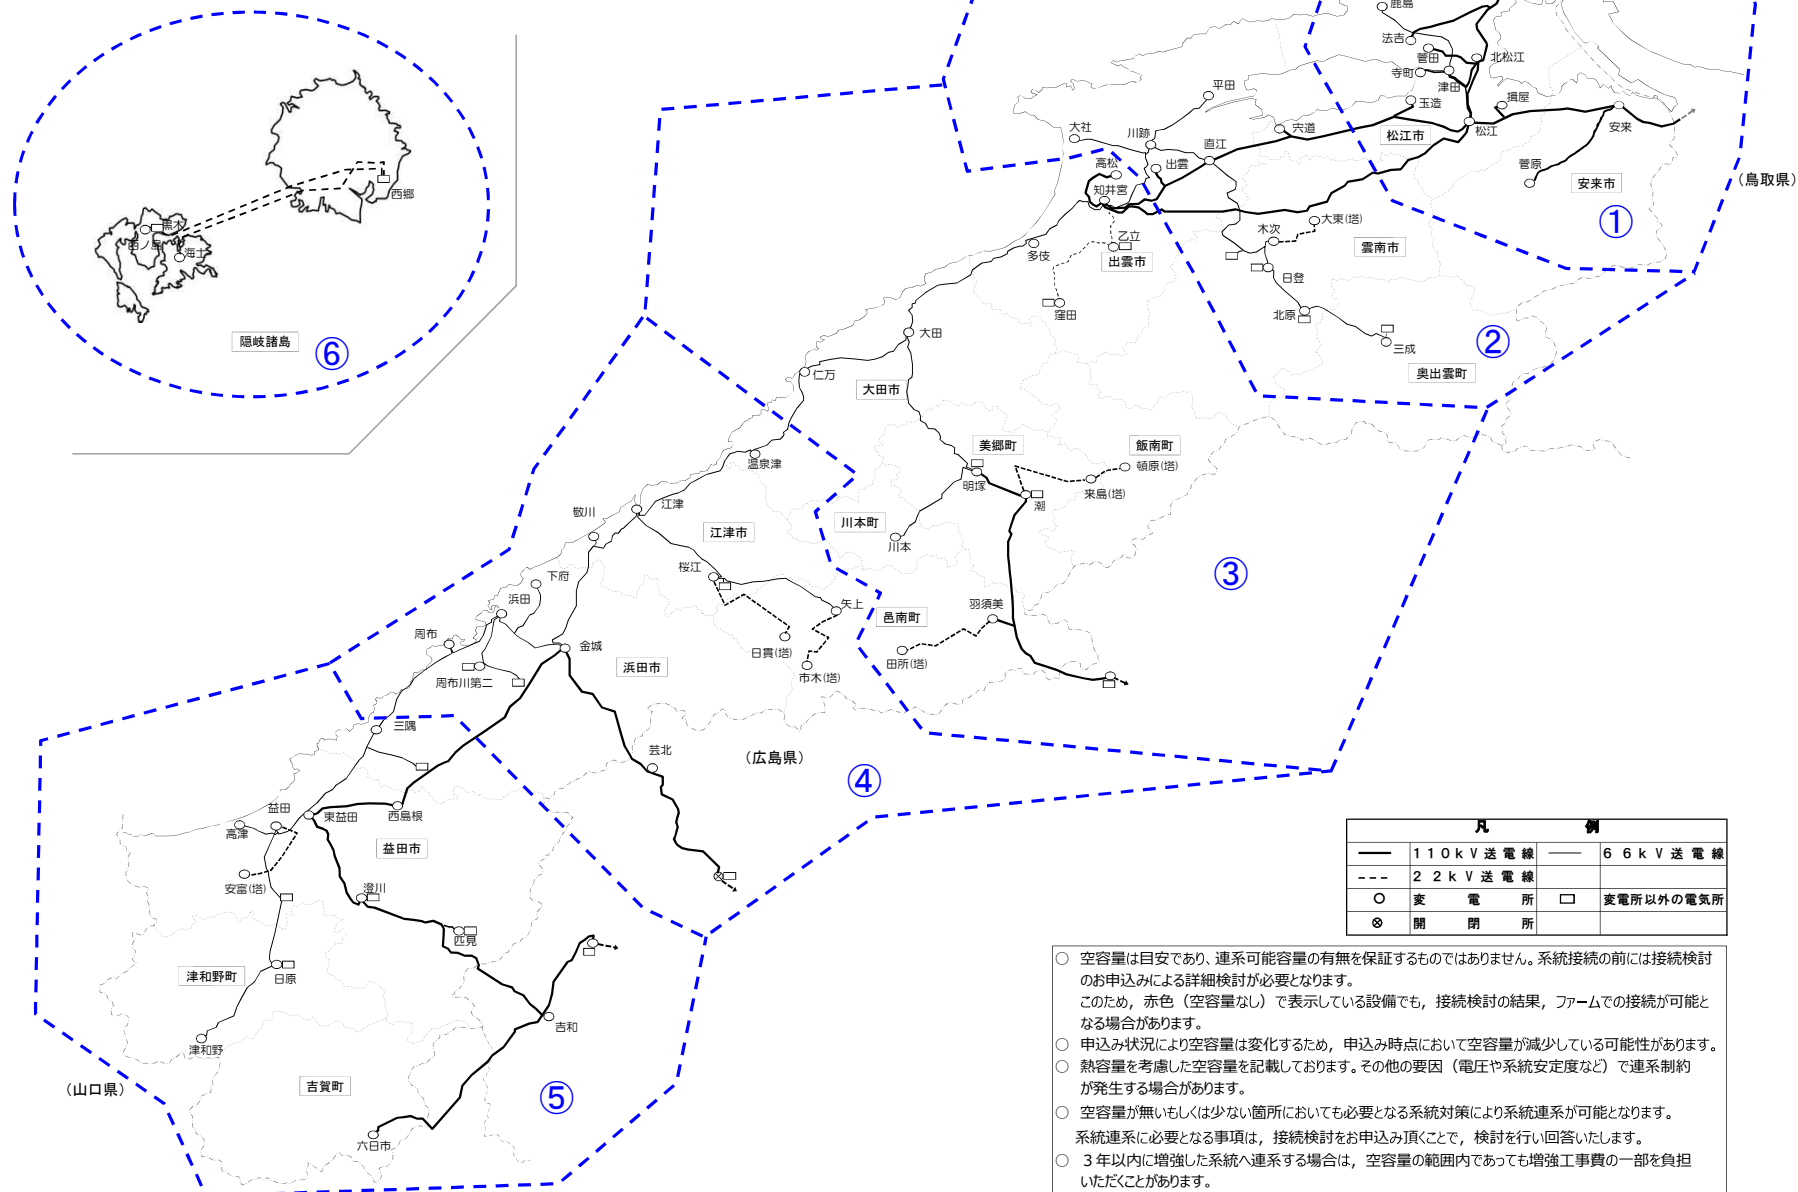 鹿島
法吉
菅田
北松江
寺町
津田
平田
玉造
揖屋
大社
川跡
宍道
松江市
松江
安来
直江
高松
出雲
菅原
安来市
(鳥取県)
知井宮
西郷
黒木
西ノ島
海士
①
乙立
大東(塔)
木次
雲南市
多伎
出雲市
日登
窪田
北原
隠岐諸島
⑥
大田
②
三成
仁万
奥出雲町
大田市
美郷町
飯南町
温泉津
頓原(塔)
明塚
来島(塔)
江津
潮
敬川
江津市
川本町
川本
桜江
③
下府
浜田
矢上
羽須美
邑南町
周布
金城
日貫(塔)
田所(塔)
浜田市
市木(塔)
周布川第二
三隅
芸北
(広島県)
④
益田
東益田
西島根
高津
益田市
安富(塔)
澄川
匹見
津和野町
日原
吉和
津和野
吉賀町
(山口県)
⑤
六日市
凡 例
110kV送電線 66kV送電線
22kV送電線
変電所 変電所以外の電気所
開閉所
○ 空容量は目安であり、連系可能容量の有無を保証するものではありません。系統接続の前には接続検討
のお申込みによる詳細検討が必要となります。
このため，赤色（空容量なし）で表示している設備でも，接続検討の結果，ファームでの接続が可能と
なる場合があります。
○ 申込み状況により空容量は変化するため，申込み時点において空容量が減少している可能性があります。
○ 熱容量を考慮した空容量を記載しております。その他の要因（電圧や系統安定度など）で連系制約
が発生する場合があります。
○ 空容量が無いもしくは少ない箇所においても必要となる系統対策により系統連系が可能となります。
系統連系に必要となる事項は，接続検討をお申込み頂くことで，検討を行い回答いたします。
○ ３年以内に増強した系統へ連系する場合は，空容量の範囲内であっても増強工事費の一部を負担
いただくことがあります。